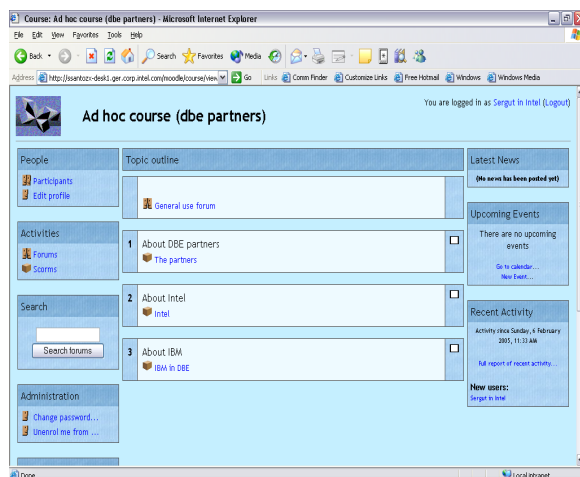 Course: Ad hoc course (dbe partners) - Microsoft Internet Explorer
File Edit View Favorites Tools Help
Back Search Favorites Media
Address http://ssantozx-desk1.ger.corp.intel.com/moodle/course/view Go Links Comm Finder Customize Links Free Hotmail Windows Windows Media
You are logged in as Sergut in Intel (Logout)
Ad hoc course (dbe partners)
People
Participants
Edit profile
Activities
Forums
Scorms
Search
Search forums
Administration
Change password...
Unenrol me from ...
Topic outline
General use forum
1 About DBE partners
The partners
2 About Intel
Intel
3 About IBM
IBM in DBE
Latest News
(No news has been posted yet)
Upcoming Events
There are no upcoming
events
Go to calendar...
New Event...
Recent Activity
Activity since Sunday, 6 February
2005, 11:33 AM
Full report of recent activity...
New users:
Sergut in Intel
Done Local intranet